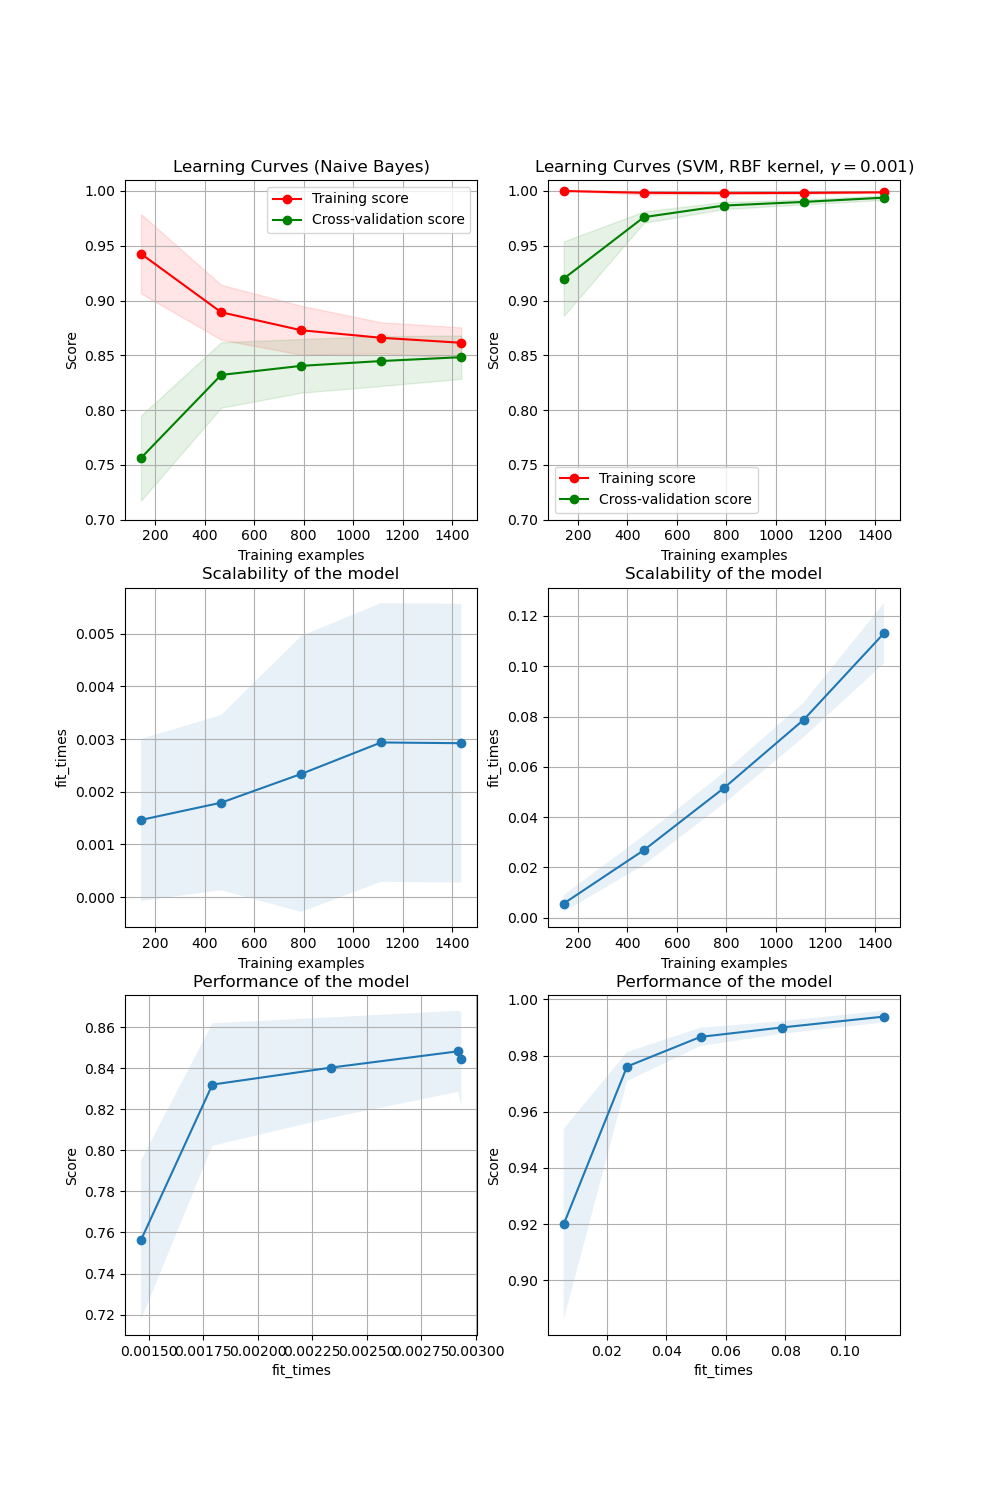 Learning Curves (Naive Bayes)
1.00
0.95
0.90
0.85
0.80
0.75
0.70
Score
Training score
Cross-validation score
200 400 600 800 1000 1200 1400
Training examples
Learning Curves (SVM, RBF kernel, γ = 0.001)
1.00
0.95
0.90
0.85
0.80
0.75
0.70
Score
Training score
Cross-validation score
200 400 600 800 1000 1200 1400
Training examples
Scalability of the model
0.005
0.004
0.003
0.002
0.001
0.000
fit_times
200 400 600 800 1000 1200 1400
Training examples
Scalability of the model
0.12
0.10
0.08
0.06
0.04
0.02
0.00
fit_times
200 400 600 800 1000 1200 1400
Training examples
Performance of the model
0.86
0.84
0.82
0.80
0.78
0.76
0.74
0.72
Score
0.00150 0.00175 0.00200 0.00225 0.00250 0.00275 0.00300
fit_times
Performance of the model
1.00
0.98
0.96
0.94
0.92
0.90
Score
0.02 0.04 0.06 0.08 0.10
fit_times